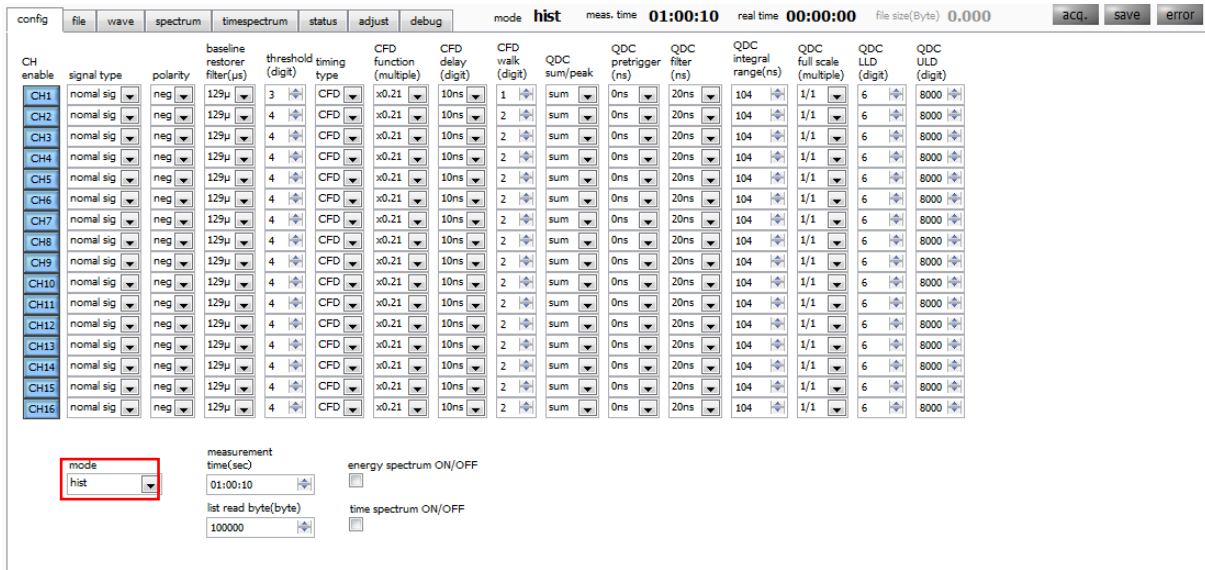 config file wave spectrum timespectrum status adjust debug mode hist meas. time 01:00:10 real time 00:00:00 file size(Byte) 0.000 acq. save error
CH enable signal type polarity baseline restorer filter(μs) threshold (digit) timing type CFD function (multiple) CFD delay (digit) CFD walk (digit) QDC sum/peak QDC pretrigger (ns) QDC filter (ns) QDC integral range(ns) QDC full scale (multiple) QDC LLD (digit) QDC ULD (digit)
CH1 nomal sig neg 129μ 3 CFD x0.21 10ns 1 sum 0ns 20ns 104 1/1 6 8000
CH2 nomal sig neg 129μ 4 CFD x0.21 10ns 2 sum 0ns 20ns 104 1/1 6 8000
CH3 nomal sig neg 129μ 4 CFD x0.21 10ns 2 sum 0ns 20ns 104 1/1 6 8000
CH4 nomal sig neg 129μ 4 CFD x0.21 10ns 2 sum 0ns 20ns 104 1/1 6 8000
CH5 nomal sig neg 129μ 4 CFD x0.21 10ns 2 sum 0ns 20ns 104 1/1 6 8000
CH6 nomal sig neg 129μ 4 CFD x0.21 10ns 2 sum 0ns 20ns 104 1/1 6 8000
CH7 nomal sig neg 129μ 4 CFD x0.21 10ns 2 sum 0ns 20ns 104 1/1 6 8000
CH8 nomal sig neg 129μ 4 CFD x0.21 10ns 2 sum 0ns 20ns 104 1/1 6 8000
CH9 nomal sig neg 129μ 4 CFD x0.21 10ns 2 sum 0ns 20ns 104 1/1 6 8000
CH10 nomal sig neg 129μ 4 CFD x0.21 10ns 2 sum 0ns 20ns 104 1/1 6 8000
CH11 nomal sig neg 129μ 4 CFD x0.21 10ns 2 sum 0ns 20ns 104 1/1 6 8000
CH12 nomal sig neg 129μ 4 CFD x0.21 10ns 2 sum 0ns 20ns 104 1/1 6 8000
CH13 nomal sig neg 129μ 4 CFD x0.21 10ns 2 sum 0ns 20ns 104 1/1 6 8000
CH14 nomal sig neg 129μ 4 CFD x0.21 10ns 2 sum 0ns 20ns 104 1/1 6 8000
CH15 nomal sig neg 129μ 4 CFD x0.21 10ns 2 sum 0ns 20ns 104 1/1 6 8000
CH16 nomal sig neg 129μ 4 CFD x0.21 10ns 2 sum 0ns 20ns 104 1/1 6 8000
mode
hist
measurement
time(sec)
01:00:10
energy spectrum ON/OFF
list read byte(byte)
100000
time spectrum ON/OFF